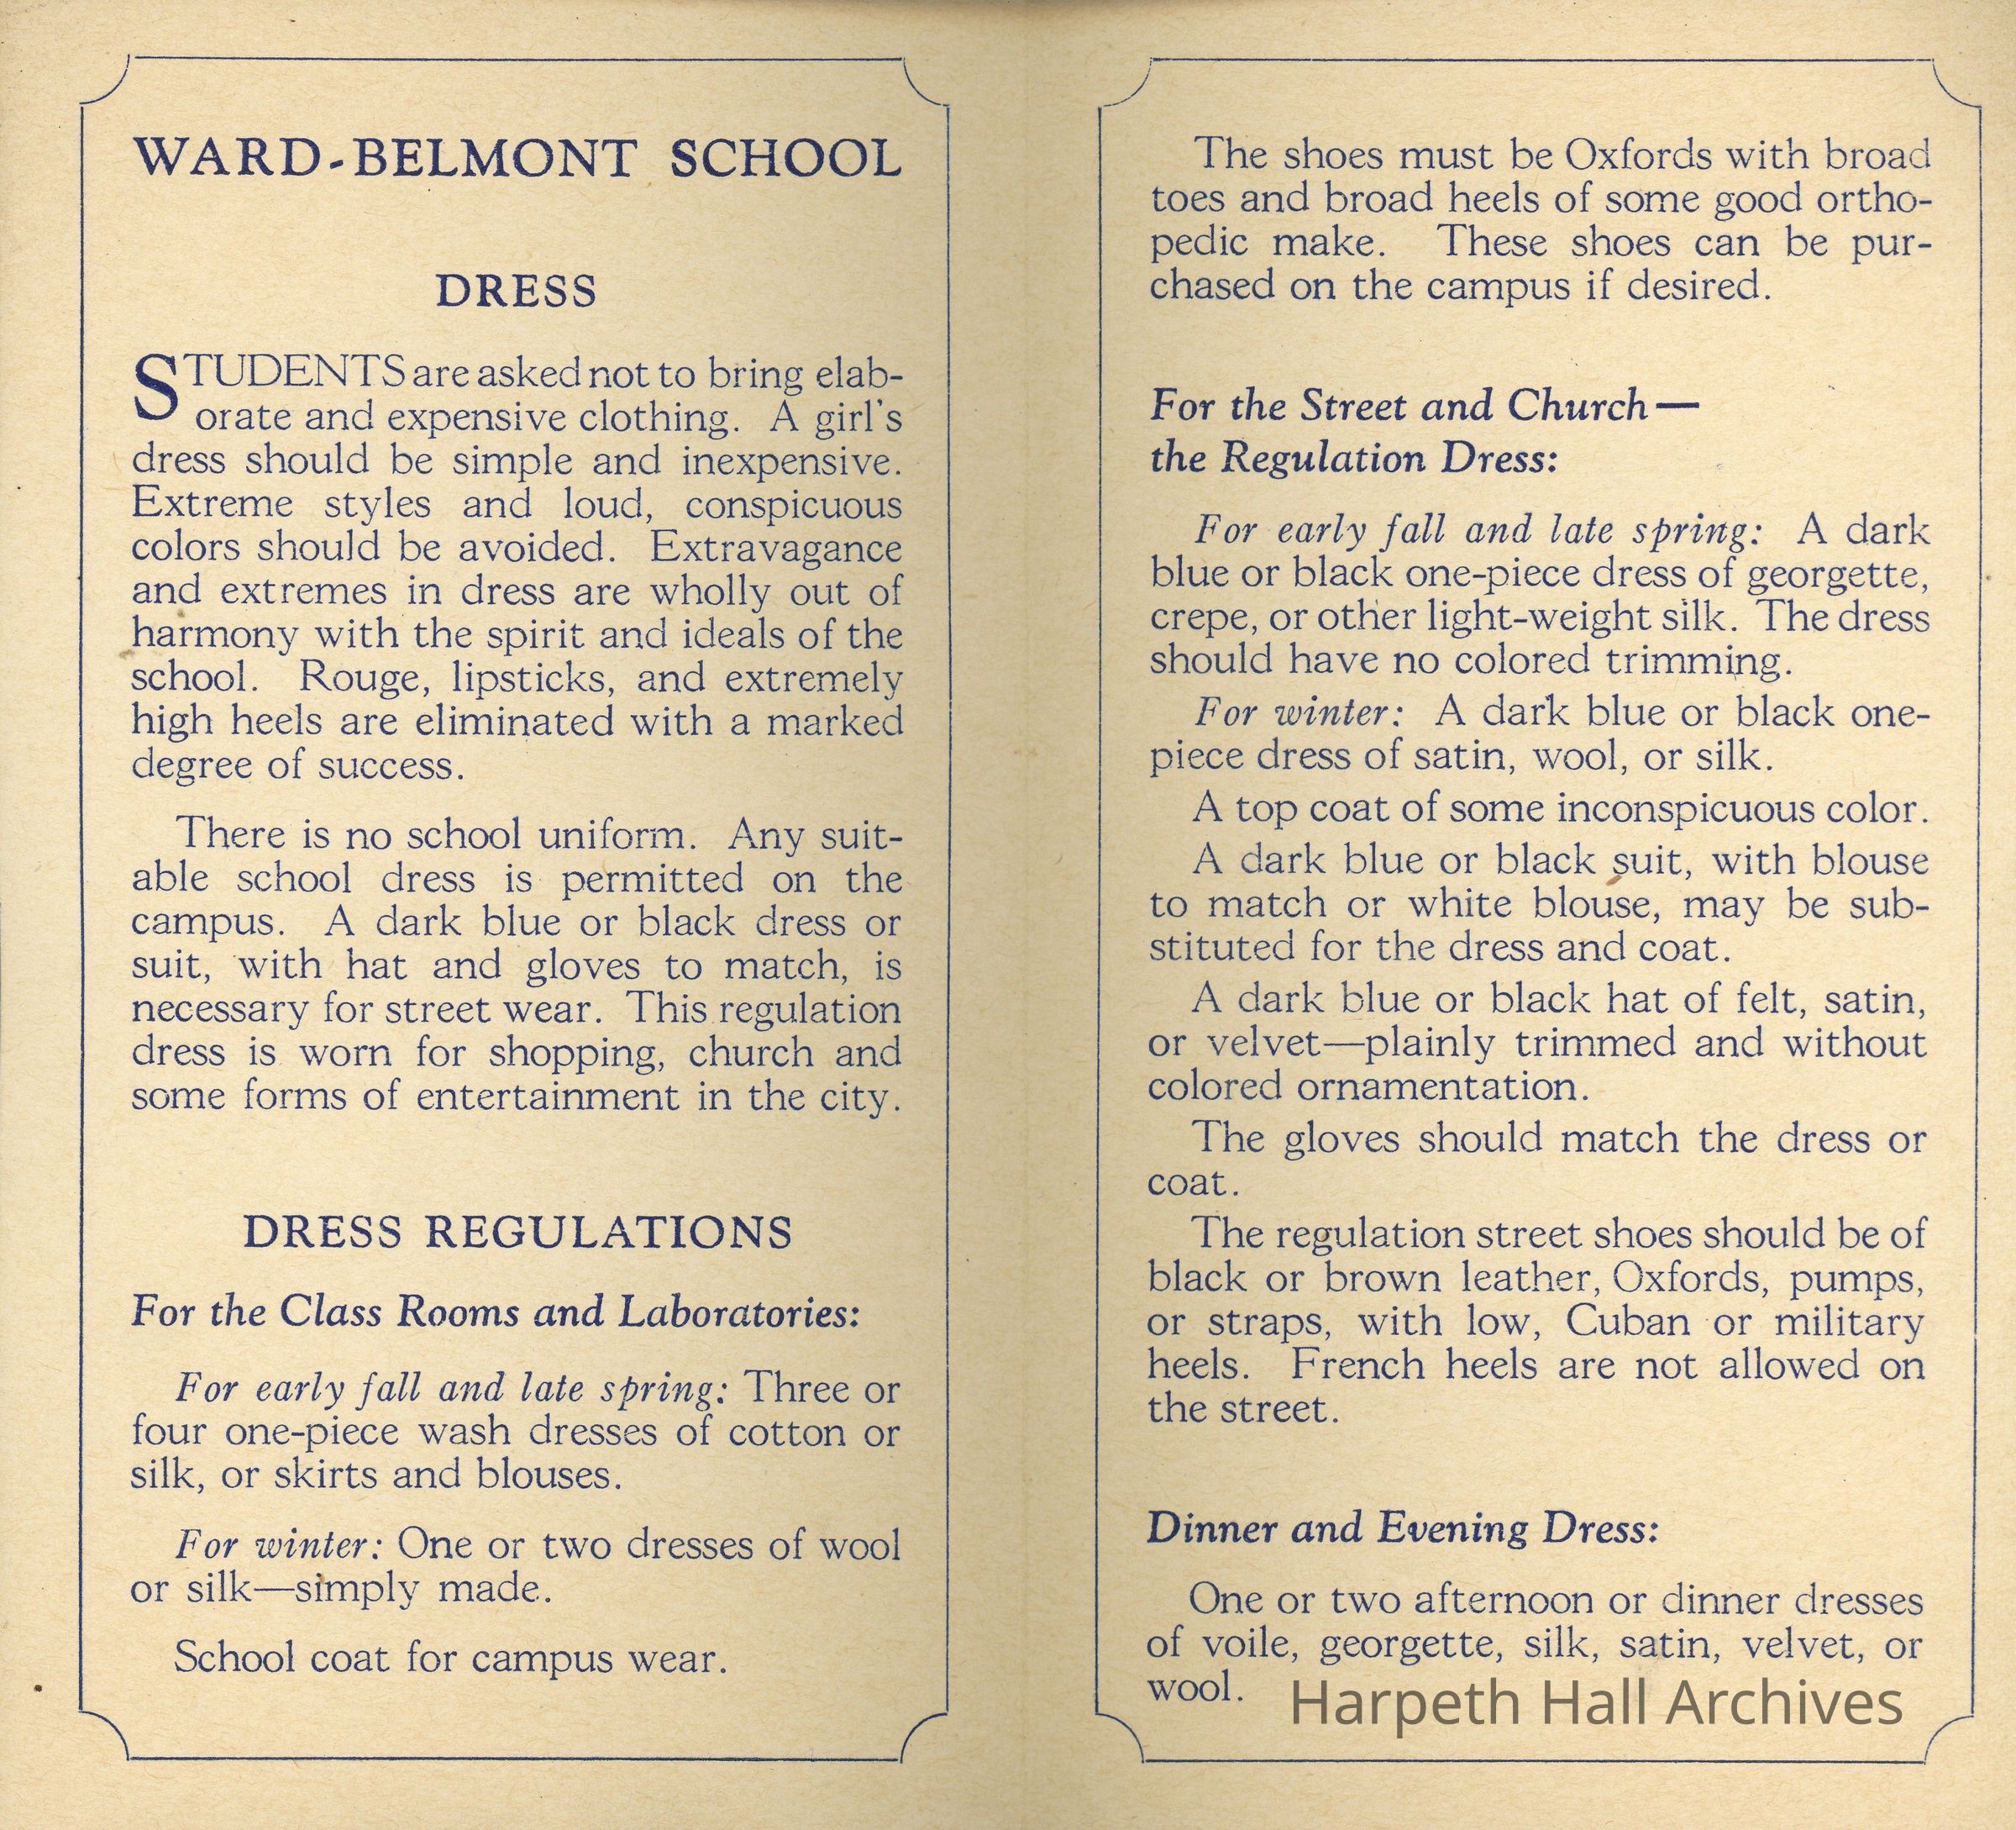 WARD-BELMONT SCHOOL
DRESS
STUDENTS are asked not to bring elab-
orate and expensive clothing. A girl's
dress should be simple and inexpensive.
Extreme styles and loud, conspicuous
colors should be avoided. Extravagance
and extremes in dress are wholly out of
harmony with the spirit and ideals of the
school. Rouge, lipsticks, and extremely
high heels are eliminated with a marked
degree of success.
There is no school uniform. Any suit-
able school dress is permitted on the
campus. A dark blue or black dress or
suit, with hat and gloves to match, is
necessary for street wear. This regulation
dress is worn for shopping, church and
some forms of entertainment in the city.
DRESS REGULATIONS
For the Class Rooms and Laboratories:
For early fall and late spring: Three or
four one-piece wash dresses of cotton or
silk, or skirts and blouses.
For winter: One or two dresses of wool
or silk—simply made.
School coat for campus wear.
The shoes must be Oxfords with broad
toes and broad heels of some good ortho-
pedic make. These shoes can be pur-
chased on the campus if desired.
For the Street and Church—
the Regulation Dress:
For early fall and late spring: A dark
blue or black one-piece dress of georgette,
crepe, or other light-weight silk. The dress
should have no colored trimming.
For winter: A dark blue or black one-
piece dress of satin, wool, or silk.
A top coat of some inconspicuous color.
A dark blue or black suit, with blouse
to match or white blouse, may be sub-
stituted for the dress and coat.
A dark blue or black hat of felt, satin,
or velvet—plainly trimmed and without
colored ornamentation.
The gloves should match the dress or
coat.
The regulation street shoes should be of
black or brown leather, Oxfords, pumps,
or straps, with low, Cuban or military
heels. French heels are not allowed on
the street.
Dinner and Evening Dress:
One or two afternoon or dinner dresses
of voile, georgette, silk, satin, velvet, or
wool.
Harpeth Hall Archives